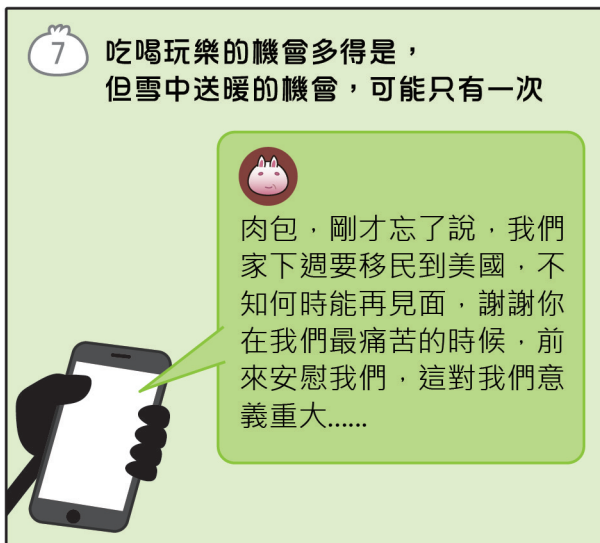 7
吃喝玩樂的機會多得是，
但雪中送暖的機會，可能只有一次
肉包，剛才忘了說，我們
家下週要移民到美國，不
知何時能再見面，謝謝你
在我們最痛苦的時候，前
來安慰我們，這對我們意
義重大......